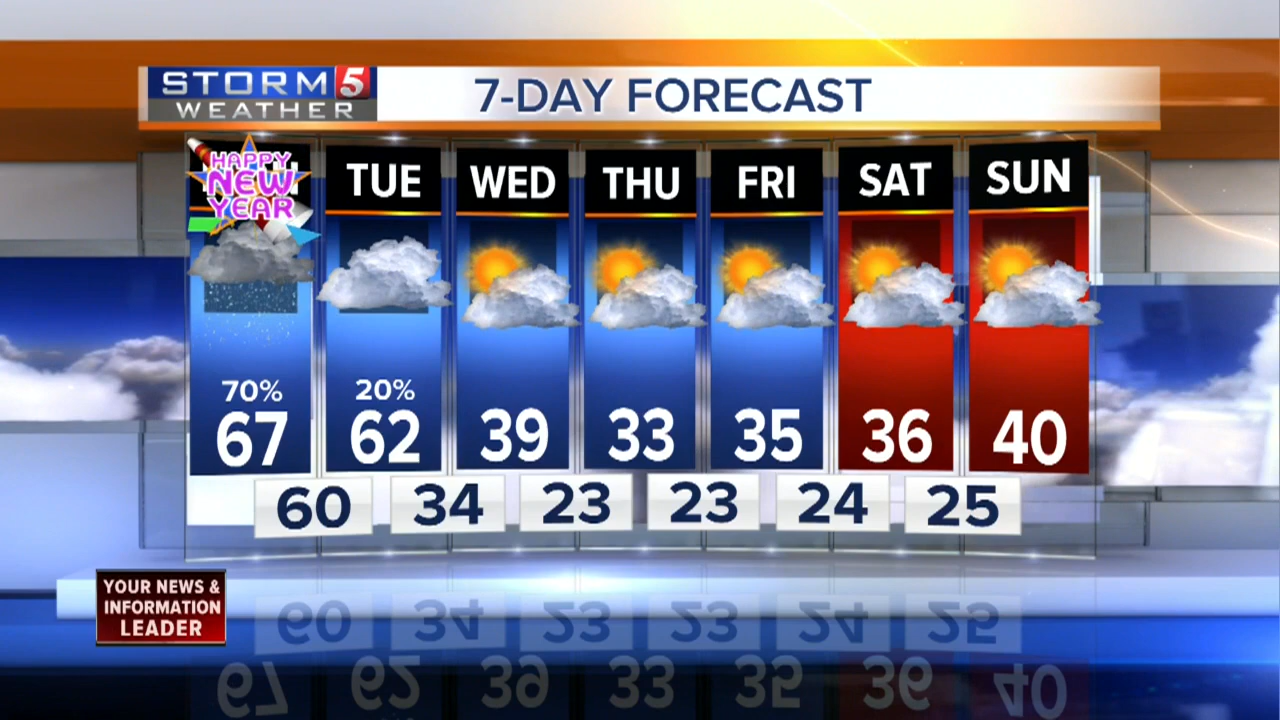 STORM 5
WEATHER
7-DAY FORECAST
HAPPY
NEW
YEAR
TUE
WED
THU
FRI
SAT
SUN
70%
20%
67
62
39
33
35
36
40
60
34
23
23
24
25
YOUR NEWS &
INFORMATION
LEADER